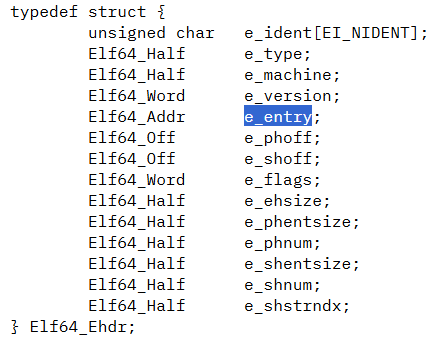 typedef struct {
        unsigned char   e_ident[EI_NIDENT];
        Elf64_Half      e_type;
        Elf64_Half      e_machine;
        Elf64_Word      e_version;
        Elf64_Addr      e_entry;
        Elf64_Off       e_phoff;
        Elf64_Off       e_shoff;
        Elf64_Word      e_flags;
        Elf64_Half      e_ehsize;
        Elf64_Half      e_phentsize;
        Elf64_Half      e_phnum;
        Elf64_Half      e_shentsize;
        Elf64_Half      e_shnum;
        Elf64_Half      e_shstrndx;
} Elf64_Ehdr;